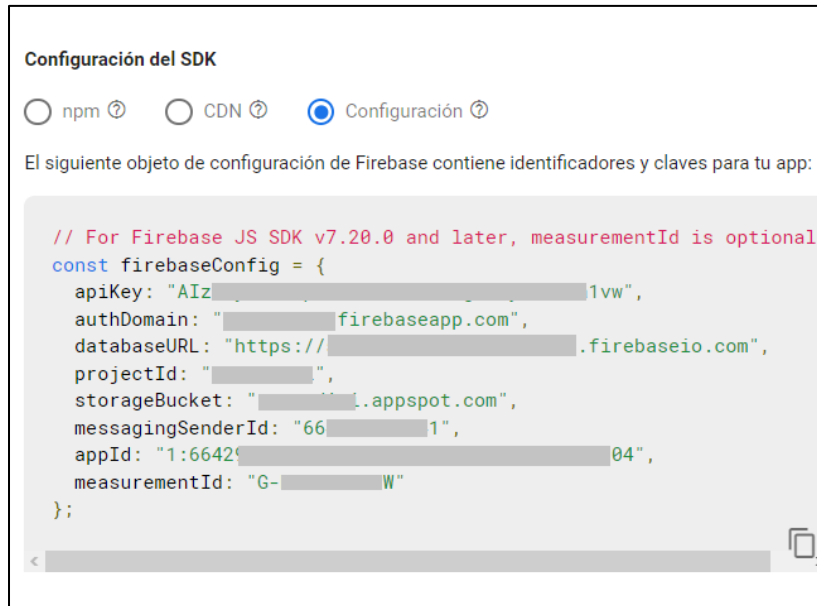 Configuración del SDK
npm CDN Configuración
El siguiente objeto de configuración de Firebase contiene identificadores y claves para tu app:
// For Firebase JS SDK v7.20.0 and later, measurementId is optional
const firebaseConfig = {
apiKey: "AIz 1vw",
authDomain: " firebaseapp.com",
databaseURL: "https:// .firebaseio.com",
projectId: " ",
storageBucket: " .appspot.com",
messagingSenderId: "66 1",
appId: "1:6642 04",
measurementId: "G- W"
};